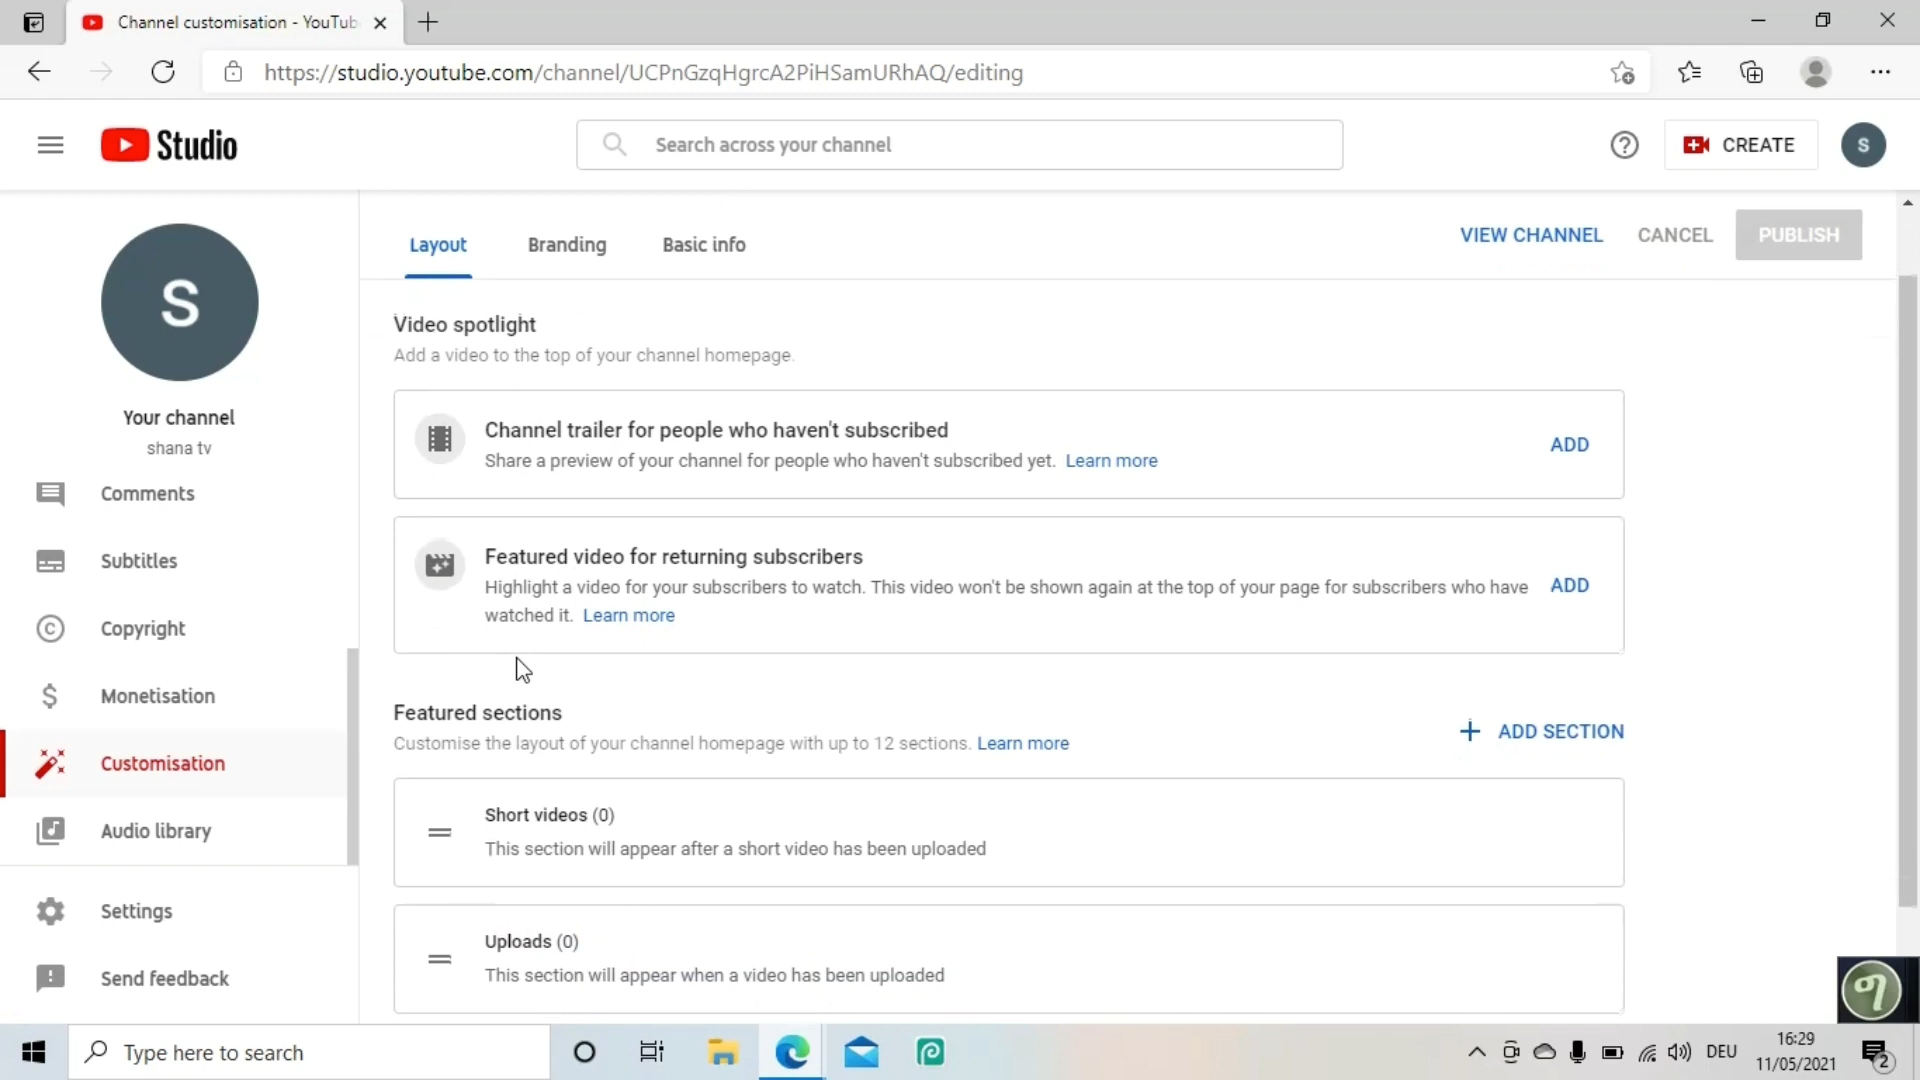 Channel customisation - YouTub
https://studio.youtube.com/channel/UCPnGzqHgrcA2PiHSamURhAQ/editing
Studio
Search across your channel
CREATE
S
S
Your channel
shana tv
Comments
Subtitles
Copyright
Monetisation
Customisation
Audio library
Settings
Send feedback
Layout
Branding
Basic info
VIEW CHANNEL
CANCEL
PUBLISH
Video spotlight
Add a video to the top of your channel homepage.
Channel trailer for people who haven't subscribed
Share a preview of your channel for people who haven't subscribed yet. Learn more
ADD
Featured video for returning subscribers
Highlight a video for your subscribers to watch. This video won't be shown again at the top of your page for subscribers who have
watched it. Learn more
ADD
Featured sections
Customise the layout of your channel homepage with up to 12 sections. Learn more
+ ADD SECTION
Short videos (0)
This section will appear after a short video has been uploaded
Uploads (0)
This section will appear when a video has been uploaded
Type here to search
DEU
16:29
11/05/2021
2